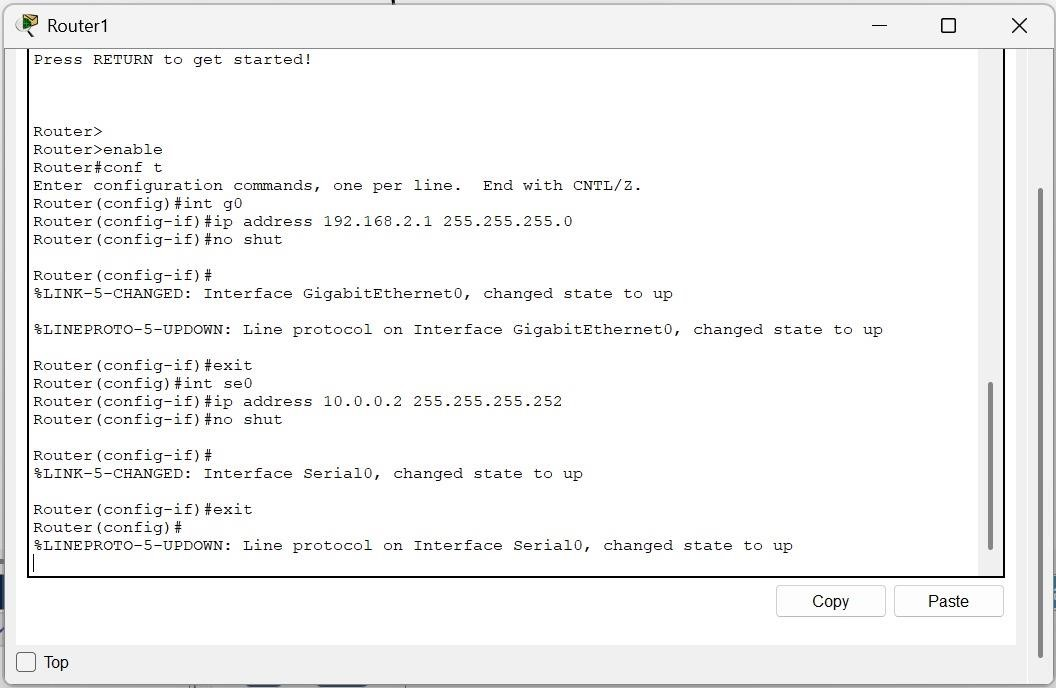 Router1
Press RETURN to get started!
Router>
Router>enable
Router#conf t
Enter configuration commands, one per line.  End with CNTL/Z.
Router(config)#int g0
Router(config-if)#ip address 192.168.2.1 255.255.255.0
Router(config-if)#no shut
Router(config-if)#
%LINK-5-CHANGED: Interface GigabitEthernet0, changed state to up
%LINEPROTO-5-UPDOWN: Line protocol on Interface GigabitEthernet0, changed state to up
Router(config-if)#exit
Router(config)#int se0
Router(config-if)#ip address 10.0.0.2 255.255.255.252
Router(config-if)#no shut
Router(config-if)#
%LINK-5-CHANGED: Interface Serial0, changed state to up
Router(config-if)#exit
Router(config)#
%LINEPROTO-5-UPDOWN: Line protocol on Interface Serial0, changed state to up
Copy Paste
Top